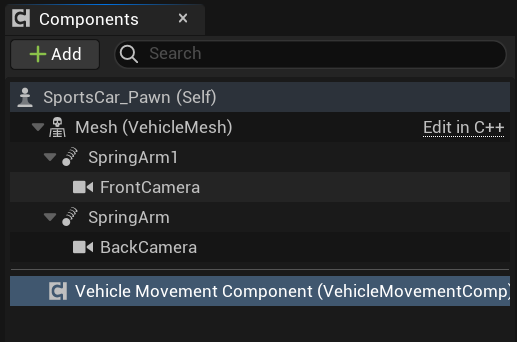 Components
Add
Search
SportsCar_Pawn (Self)
Mesh (VehicleMesh) Edit in C++
SpringArm1
FrontCamera
SpringArm
BackCamera
Vehicle Movement Component (VehicleMovementComp)